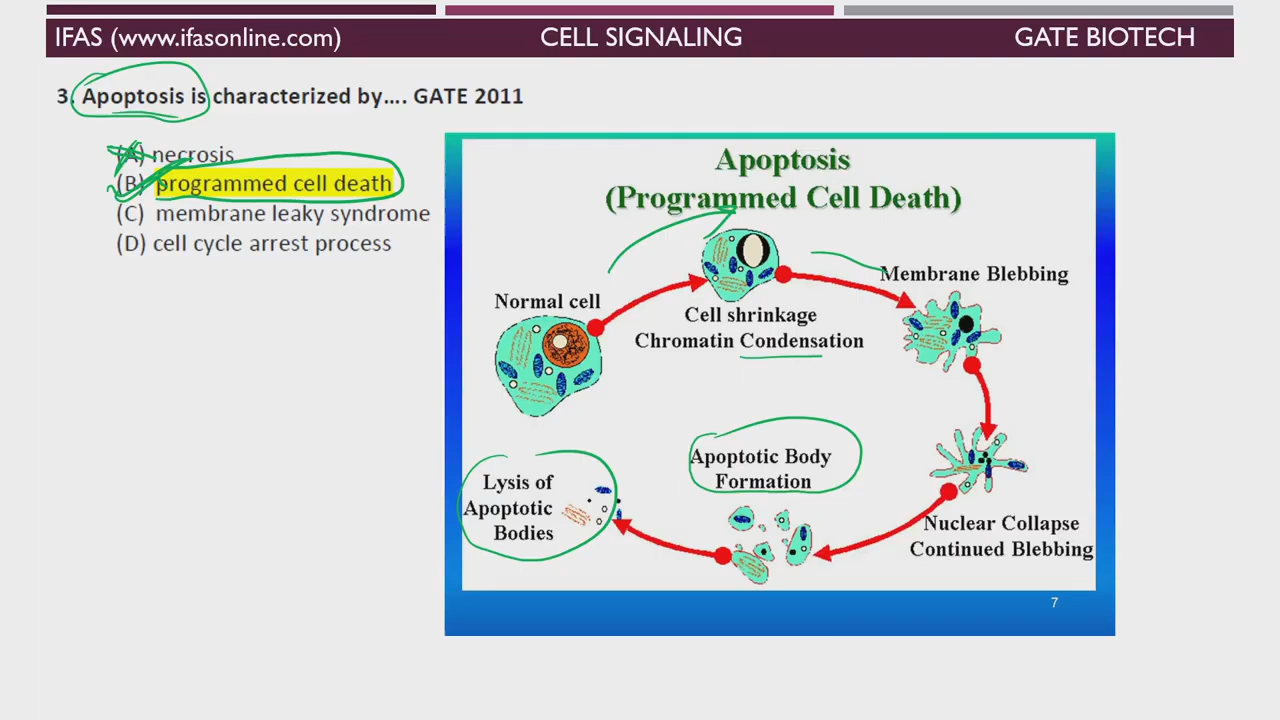 IFAS (www.ifasonline.com) CELL SIGNALING GATE BIOTECH
3. Apoptosis is characterized by.... GATE 2011
(A) necrosis
(B) programmed cell death
(C) membrane leaky syndrome
(D) cell cycle arrest process
Apoptosis
(Programmed Cell Death)
Normal cell
Cell shrinkage
Chromatin Condensation
Membrane Blebbing
Nuclear Collapse
Continued Blebbing
Apoptotic Body
Formation
Lysis of
Apoptotic
Bodies
7